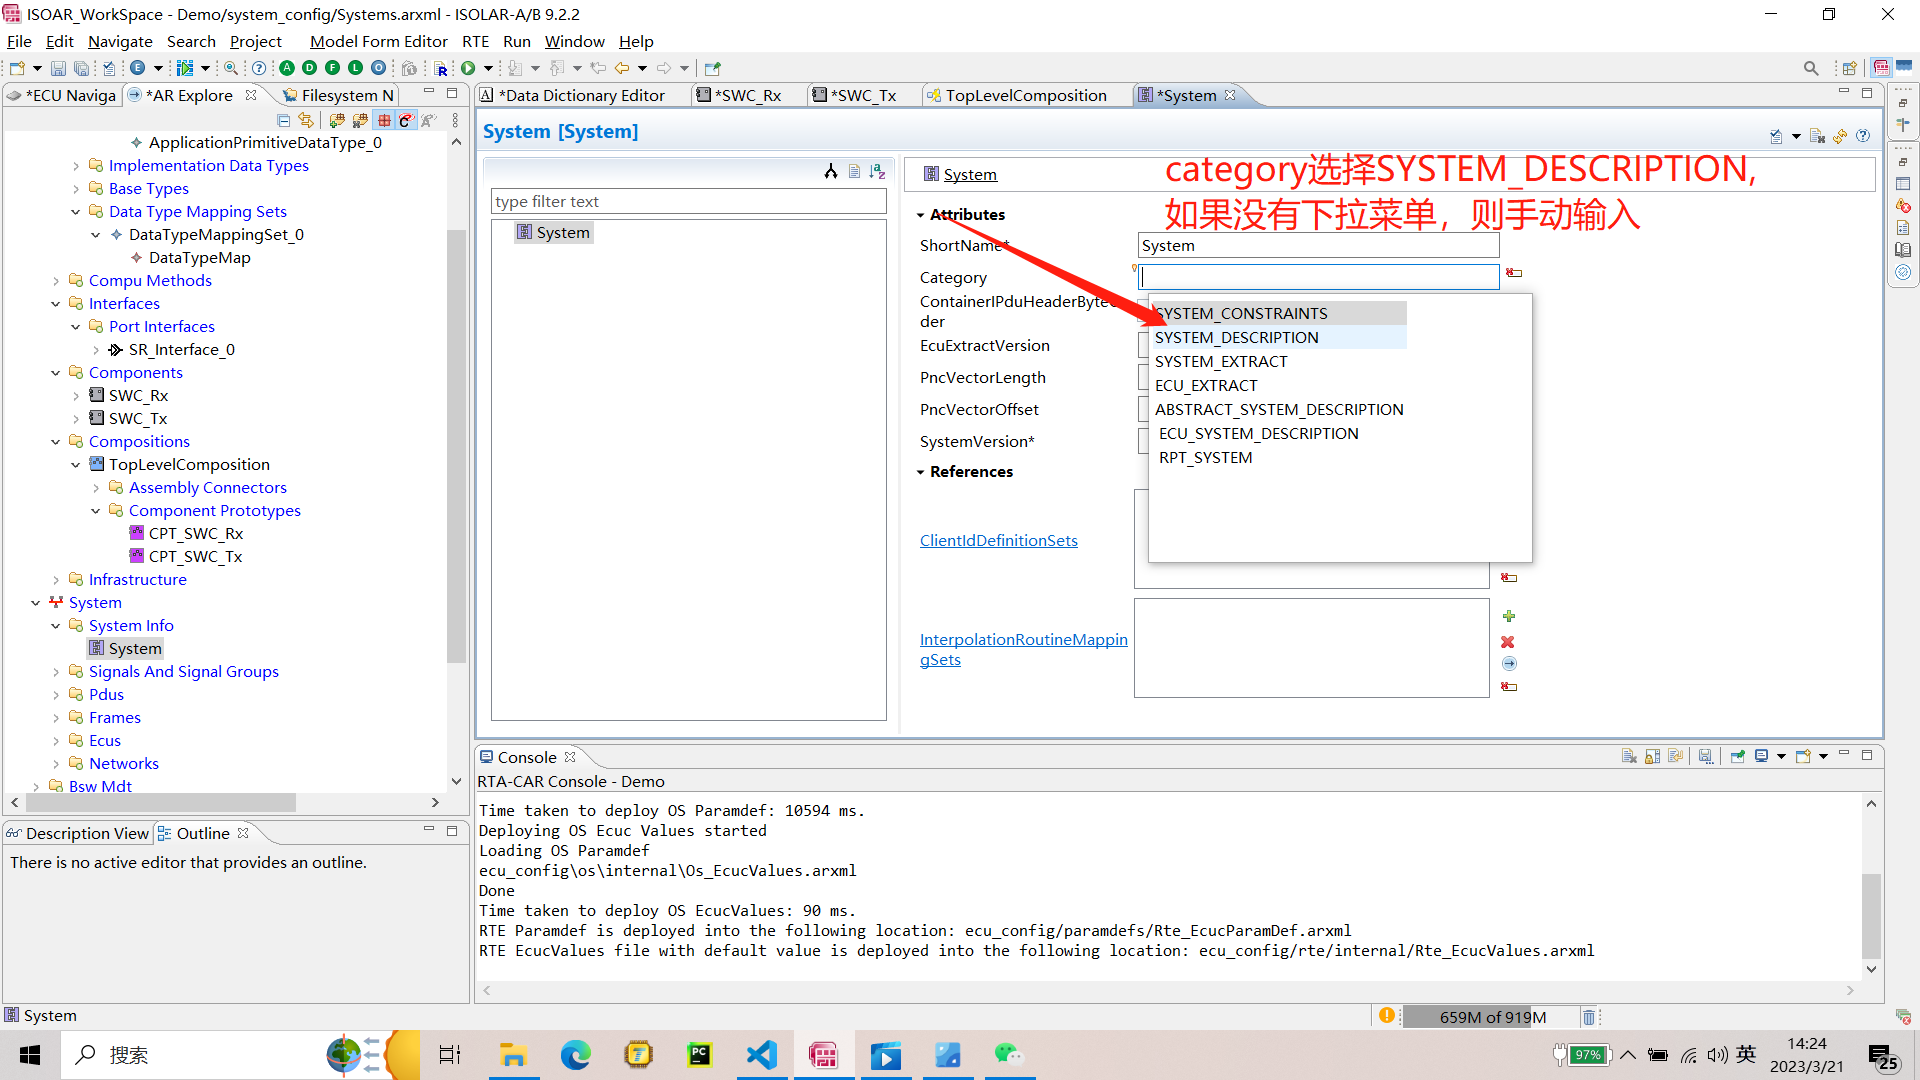 ISOAR_WorkSpace - Demo/system_config/Systems.arxml - ISOLAR-A/B 9.2.2
File Edit Navigate Search Project Model Form Editor RTE Run Window Help
*ECU Naviga
*AR Explore
Filesystem N
ApplicationPrimitiveDataType_0
Implementation Data Types
Base Types
Data Type Mapping Sets
DataTypeMappingSet_0
DataTypeMap
Compu Methods
Interfaces
Port Interfaces
SR_Interface_0
Components
SWC_Rx
SWC_Tx
Compositions
TopLevelComposition
Assembly Connectors
Component Prototypes
CPT_SWC_Rx
CPT_SWC_Tx
Infrastructure
System
System Info
System
Signals And Signal Groups
Pdus
Frames
Ecus
Networks
Bsw Mdt
Description View
Outline
There is no active editor that provides an outline.
*Data Dictionary Editor
*SWC_Rx
*SWC_Tx
TopLevelComposition
*System
System [System]
type filter text
System
System
category选择SYSTEM_DESCRIPTION,
如果没有下拉菜单，则手动输入
Attributes
ShortName*
System
Category
ContainerIPduHeaderByteO
der
EcuExtractVersion
PncVectorLength
PncVectorOffset
SystemVersion*
SYSTEM_CONSTRAINTS
SYSTEM_DESCRIPTION
SYSTEM_EXTRACT
ECU_EXTRACT
ABSTRACT_SYSTEM_DESCRIPTION
ECU_SYSTEM_DESCRIPTION
RPT_SYSTEM
References
ClientIdDefinitionSets
InterpolationRoutineMappin
gSets
Console
RTA-CAR Console - Demo
Time taken to deploy OS Paramdef: 10594 ms.
Deploying OS Ecuc Values started
Loading OS Paramdef
ecu_config\os\internal\Os_EcucValues.arxml
Done
Time taken to deploy OS EcucValues: 90 ms.
RTE Paramdef is deployed into the following location: ecu_config/paramdefs/Rte_EcucParamDef.arxml
RTE EcucValues file with default value is deployed into the following location: ecu_config/rte/internal/Rte_EcucValues.arxml
System
659M of 919M
搜索
PC
97%
英
14:24
2023/3/21
25